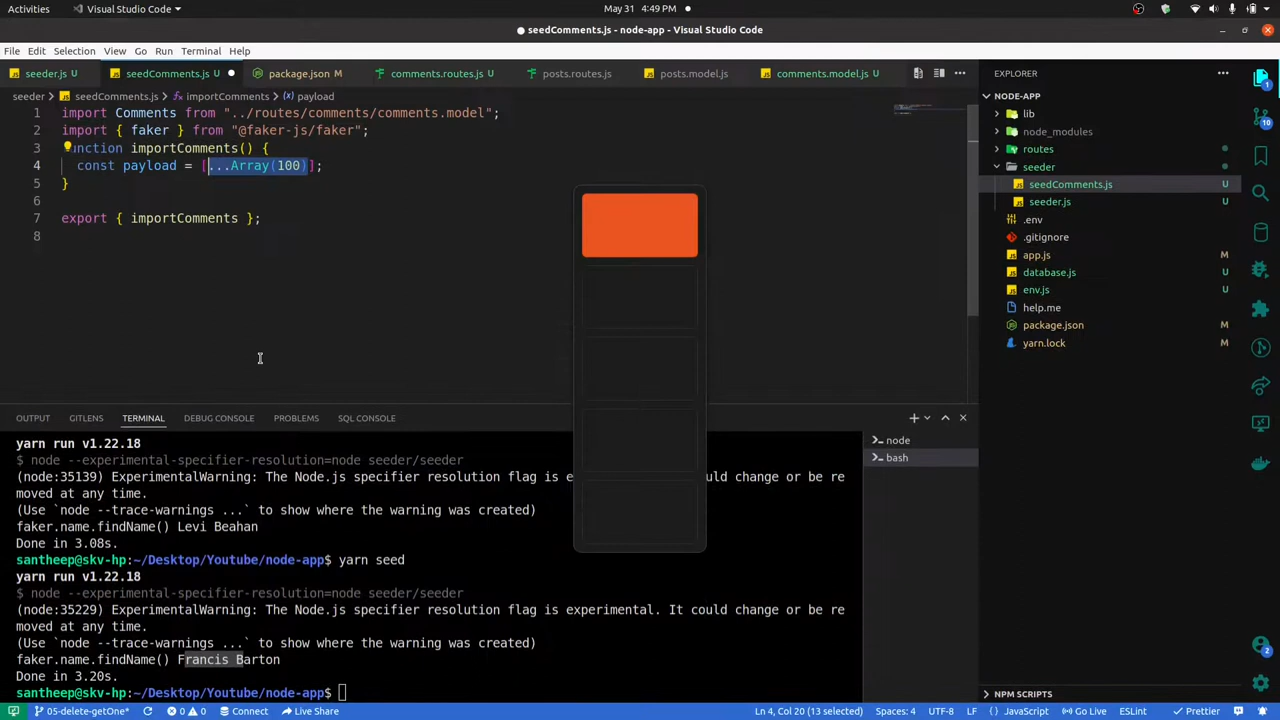 Activities
Visual Studio Code
May 31 4:49 PM
seedComments.js - node-app - Visual Studio Code
File Edit Selection View Go Run Terminal Help
seeder.js U
seedComments.js U
package.json M
comments.routes.js U
posts.routes.js U
posts.model.js U
comments.model.js U
EXPLORER
seeder > seedComments.js > importComments > payload
NODE-APP
1 import Comments from "../routes/comments/comments.model";
2 import { faker } from "@faker-js/faker";
3 unction importComments() {
4 const payload = [...Array(100)];
5 }
6
7 export { importComments };
8
lib
node_modules
routes
seeder
seedComments.js U
seeder.js U
.env
.gitignore
app.js M
database.js U
env.js U
help.me
package.json M
yarn.lock M
OUTPUT GITLENS TERMINAL DEBUG CONSOLE PROBLEMS SQL CONSOLE
node
bash
yarn run v1.22.18
$ node --experimental-specifier-resolution=node seeder/seeder
(node:35139) ExperimentalWarning: The Node.js specifier resolution flag is e ould change or be re
moved at any time.
(Use `node --trace-warnings ...` to show where the warning was created)
faker.name.findName() Levi Beahan
Done in 3.08s.
santheep@skv-hp:~/Desktop/Youtube/node-app$ yarn seed
yarn run v1.22.18
$ node --experimental-specifier-resolution=node seeder/seeder
(node:35229) ExperimentalWarning: The Node.js specifier resolution flag is experimental. It could change or be re
moved at any time.
(Use `node --trace-warnings ...` to show where the warning was created)
faker.name.findName() Francis Barton
Done in 3.20s.
santheep@skv-hp:~/Desktop/Youtube/node-app$
NPM SCRIPTS
1
10
2
05-delete-getOne* 0 0 Connect Live Share
Ln 4, Col 20 (13 selected) Spaces: 4 UTF-8 LF JavaScript Go Live ESLint Prettier